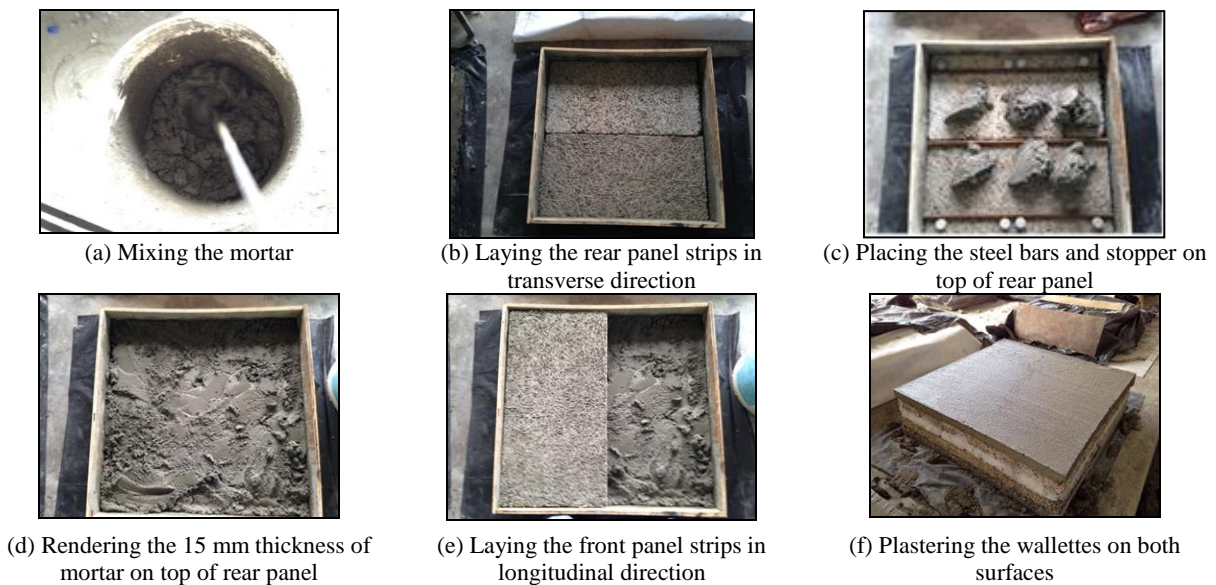 (a) Mixing the mortar
(b) Laying the rear panel strips in
transverse direction
(c) Placing the steel bars and stopper on
top of rear panel
(d) Rendering the 15 mm thickness of
mortar on top of rear panel
(e) Laying the front panel strips in
longitudinal direction
(f) Plastering the wallettes on both
surfaces